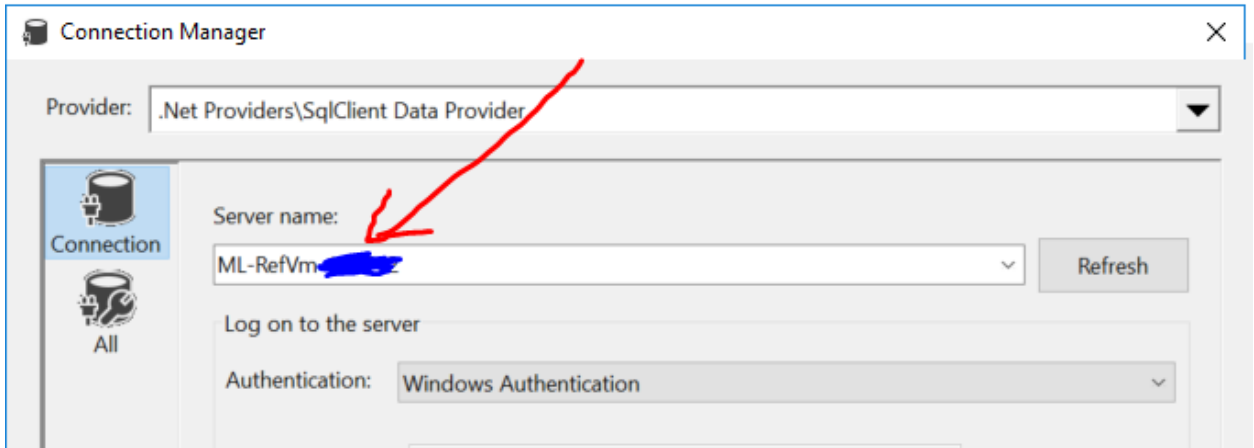 Connection Manager
Provider: .Net Providers\SqlClient Data Provider
Connection
All
Server name:
ML-RefVm-
Refresh
Log on to the server
Authentication: Windows Authentication